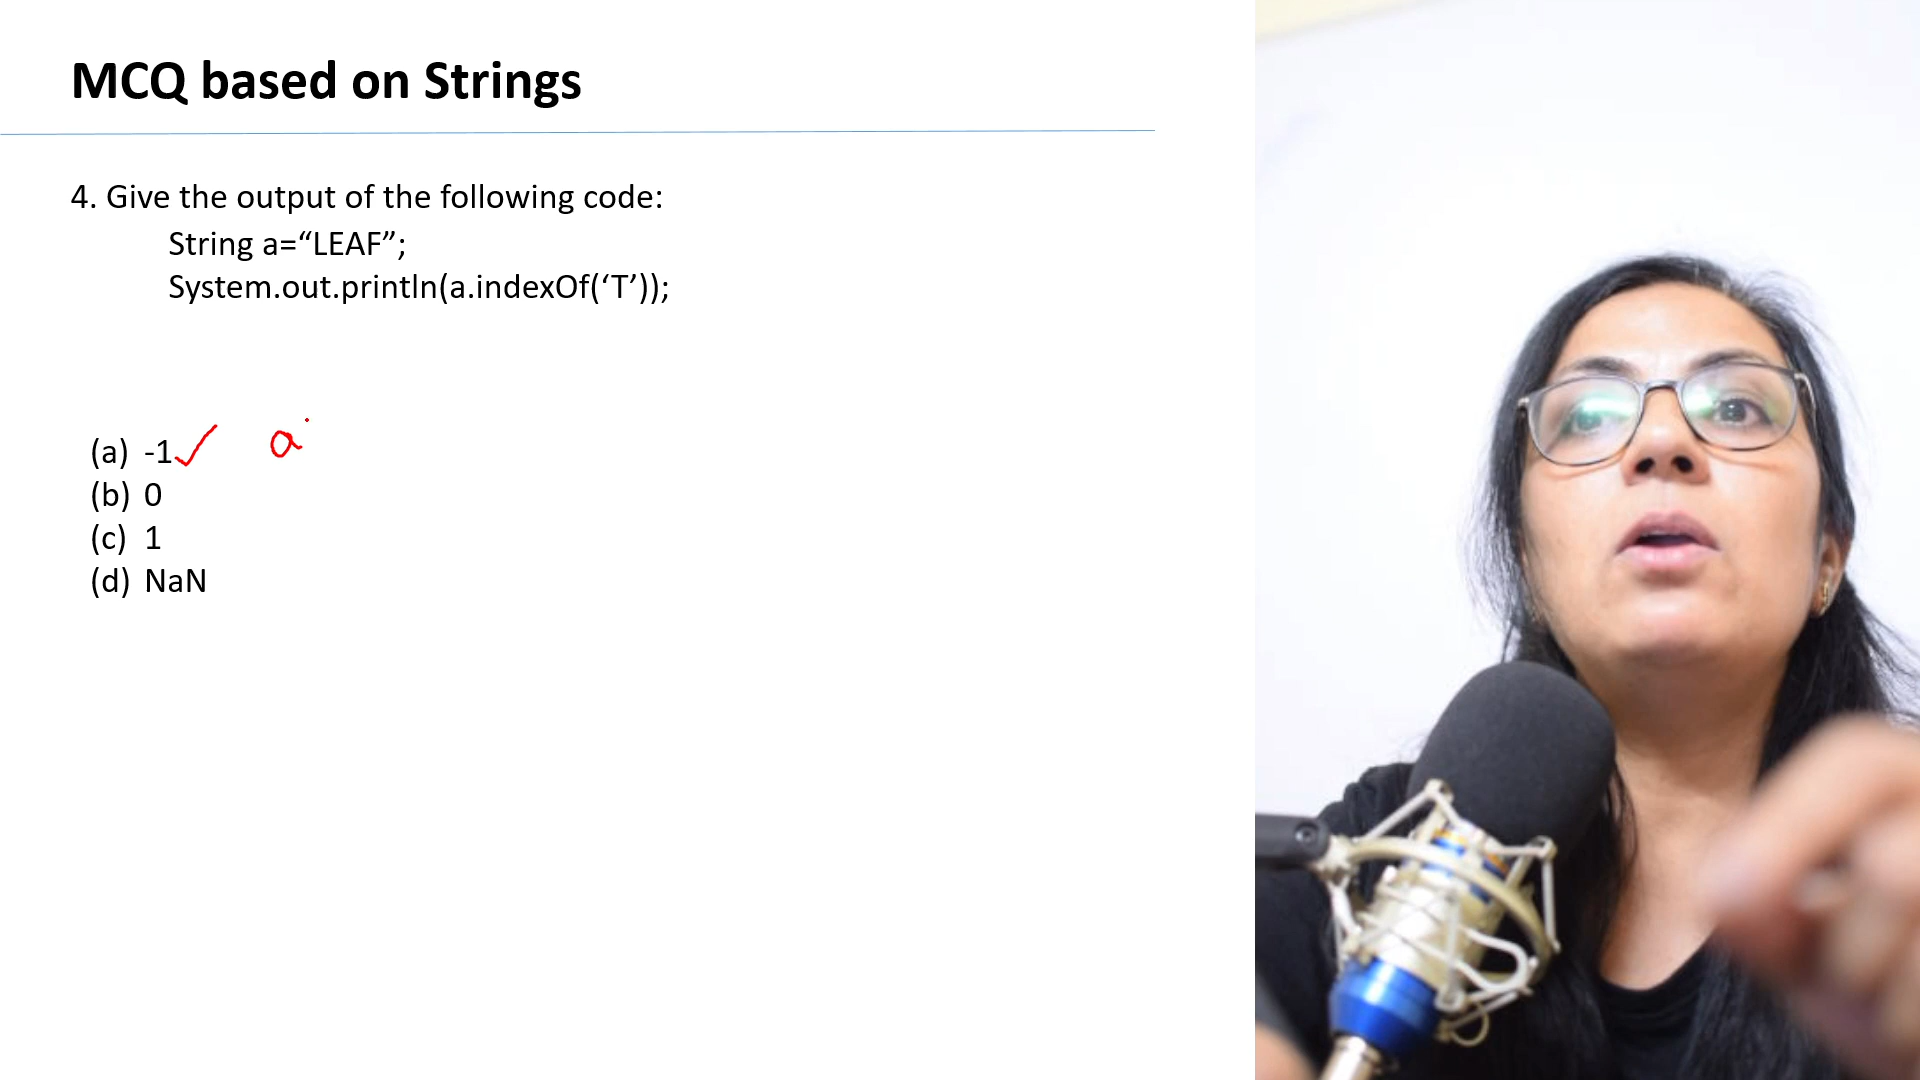 MCQ based on Strings
4. Give the output of the following code:
String a=“LEAF”;
System.out.println(a.indexOf(‘T’));
(a) -1✓ a
(b) 0
(c) 1
(d) NaN